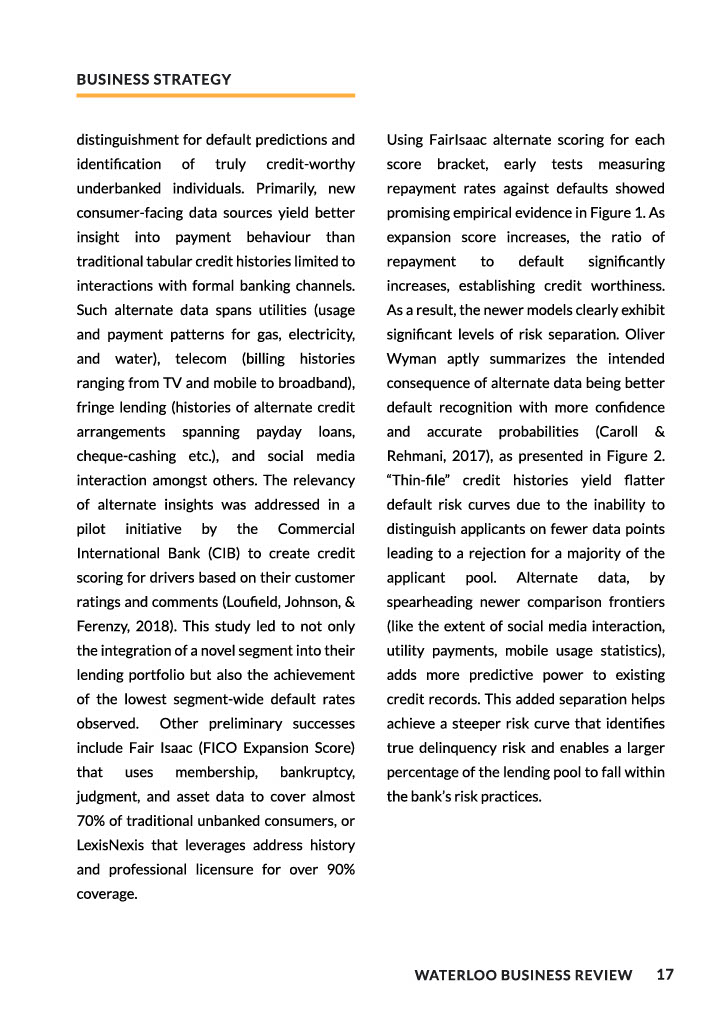 BUSINESS STRATEGY
distinguishment for default predictions and
identification of truly credit-worthy
underbanked individuals. Primarily, new
consumer-facing data sources yield better
insight into payment behaviour than
traditional tabular credit histories limited to
interactions with formal banking channels.
Such alternate data spans utilities (usage
and payment patterns for gas, electricity,
and water), telecom (billing histories
ranging from TV and mobile to broadband),
fringe lending (histories of alternate credit
arrangements spanning payday loans,
cheque-cashing etc.), and social media
interaction amongst others. The relevancy
of alternate insights was addressed in a
pilot initiative by the Commercial
International Bank (CIB) to create credit
scoring for drivers based on their customer
ratings and comments (Loufield, Johnson, &
Ferenzy, 2018). This study led to not only
the integration of a novel segment into their
lending portfolio but also the achievement
of the lowest segment-wide default rates
observed. Other preliminary successes
include Fair Isaac (FICO Expansion Score)
that uses membership, bankruptcy,
judgment, and asset data to cover almost
70% of traditional unbanked consumers, or
LexisNexis that leverages address history
and professional licensure for over 90%
coverage.
Using FairIsaac alternate scoring for each
score bracket, early tests measuring
repayment rates against defaults showed
promising empirical evidence in Figure 1. As
expansion score increases, the ratio of
repayment to default significantly
increases, establishing credit worthiness.
As a result, the newer models clearly exhibit
significant levels of risk separation. Oliver
Wyman aptly summarizes the intended
consequence of alternate data being better
default recognition with more confidence
and accurate probabilities (Caroll &
Rehmani, 2017), as presented in Figure 2.
“Thin-file” credit histories yield flatter
default risk curves due to the inability to
distinguish applicants on fewer data points
leading to a rejection for a majority of the
applicant pool. Alternate data, by
spearheading newer comparison frontiers
(like the extent of social media interaction,
utility payments, mobile usage statistics),
adds more predictive power to existing
credit records. This added separation helps
achieve a steeper risk curve that identifies
true delinquency risk and enables a larger
percentage of the lending pool to fall within
the bank’s risk practices.
WATERLOO BUSINESS REVIEW 17